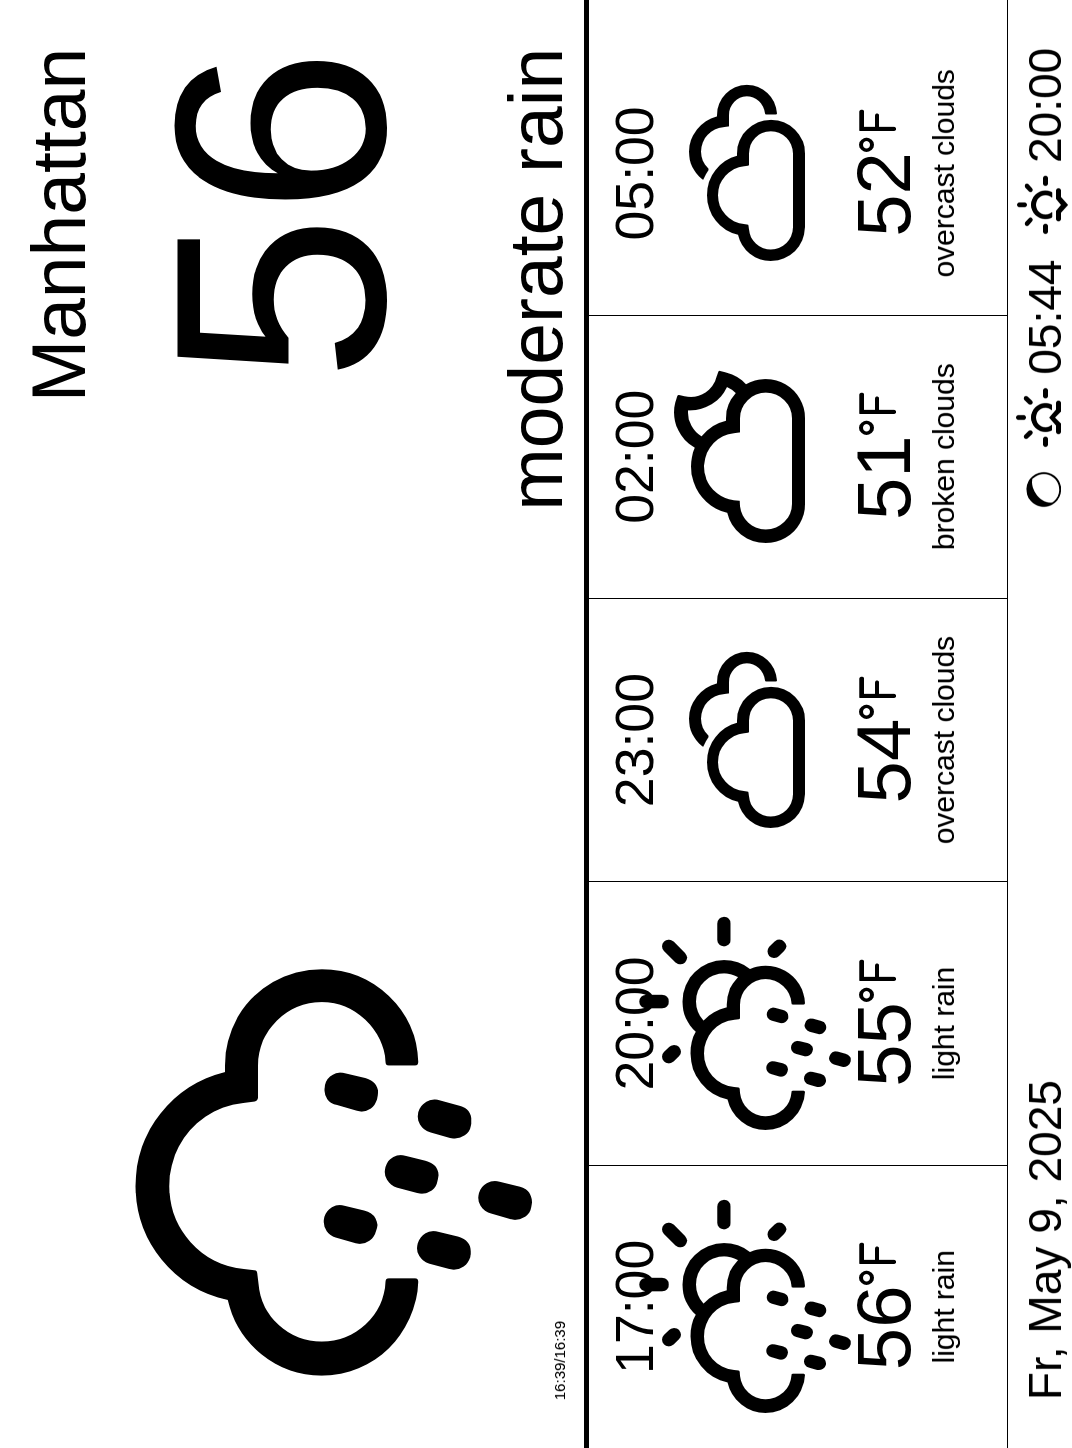 Manhattan
56
moderate rain
16:39/16:39
17:00 20:00 23:00 02:00 05:00
56°F 55°F 54°F 51°F 52°F
light rain light rain overcast clouds broken clouds overcast clouds
Fr, May 9, 2025 05:44 20:00